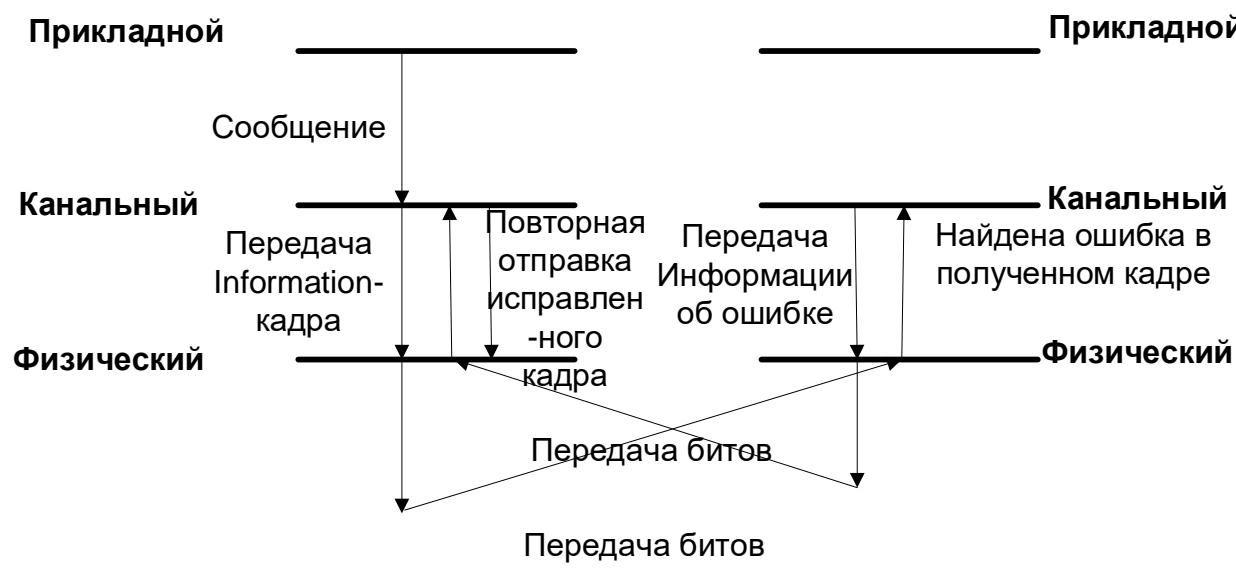 Прикладной
Прикладной
Сообщение
Канальный
Канальный
Передача
Information-
кадра
Повторная
отправка
исправлен
-ного
кадра
Передача
Информации
об ошибке
Найдена ошибка в
полученном кадре
Физический
Физический
Передача битов
Передача битов